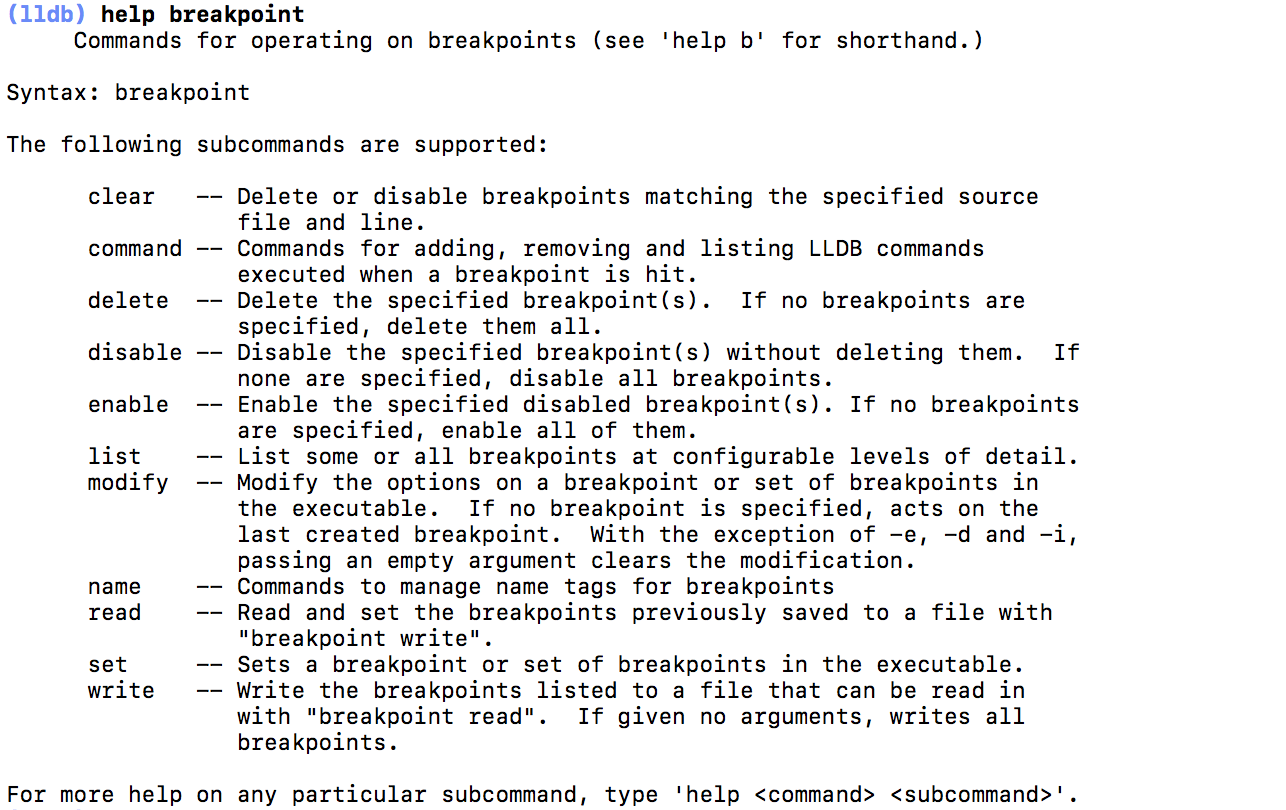 (lldb) help breakpoint
     Commands for operating on breakpoints (see 'help b' for shorthand.)
Syntax: breakpoint
The following subcommands are supported:
      clear   -- Delete or disable breakpoints matching the specified source
                 file and line.
      command -- Commands for adding, removing and listing LLDB commands
                 executed when a breakpoint is hit.
      delete  -- Delete the specified breakpoint(s).  If no breakpoints are
                 specified, delete them all.
      disable -- Disable the specified breakpoint(s) without deleting them.  If
                 none are specified, disable all breakpoints.
      enable  -- Enable the specified disabled breakpoint(s). If no breakpoints
                 are specified, enable all of them.
      list    -- List some or all breakpoints at configurable levels of detail.
      modify  -- Modify the options on a breakpoint or set of breakpoints in
                 the executable.  If no breakpoint is specified, acts on the
                 last created breakpoint.  With the exception of -e, -d and -i,
                 passing an empty argument clears the modification.
      name    -- Commands to manage name tags for breakpoints
      read    -- Read and set the breakpoints previously saved to a file with
                 "breakpoint write".
      set     -- Sets a breakpoint or set of breakpoints in the executable.
      write   -- Write the breakpoints listed to a file that can be read in
                 with "breakpoint read".  If given no arguments, writes all
                 breakpoints.
For more help on any particular subcommand, type 'help <command> <subcommand>'.